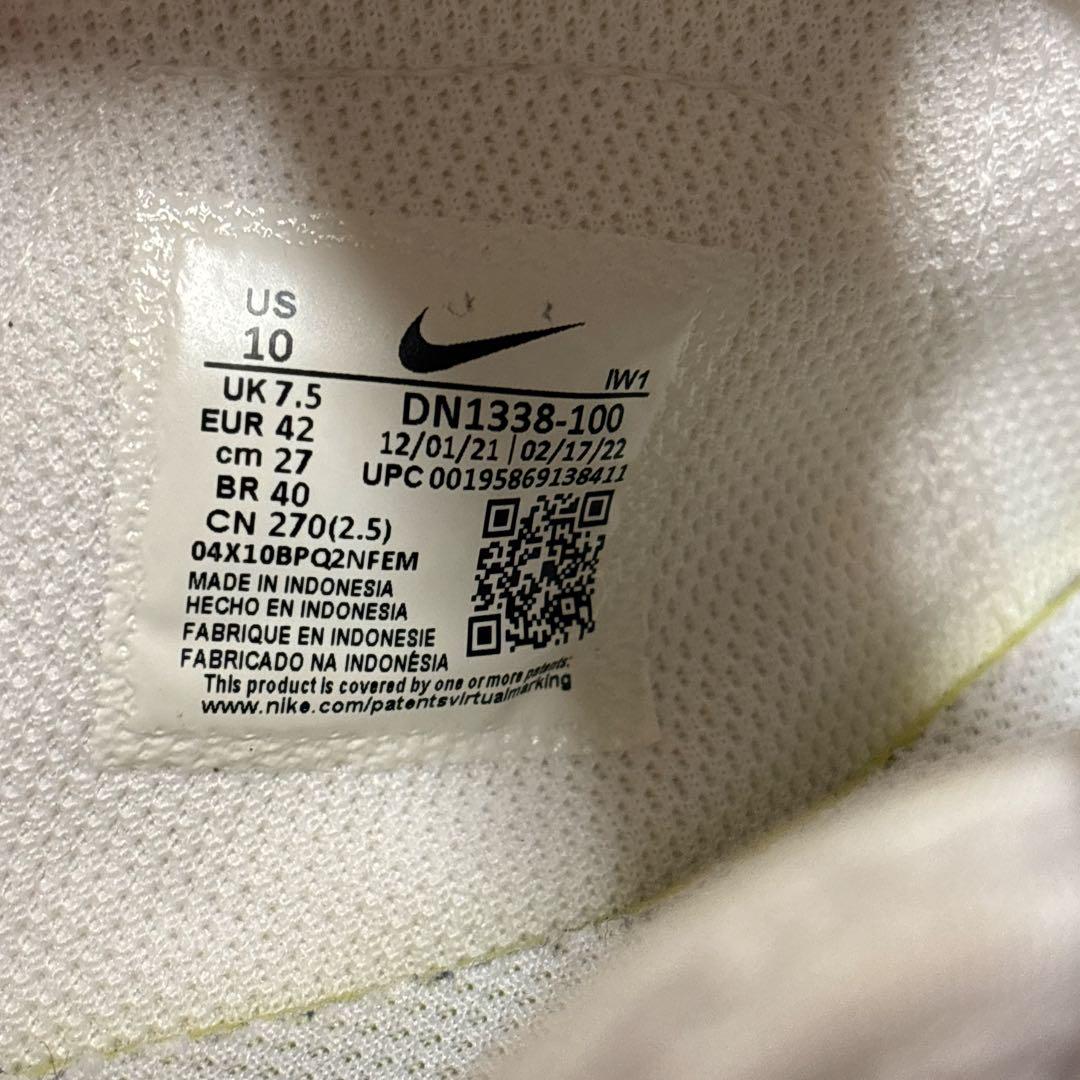 US
10
IW1
UK 7.5
EUR 42
cm 27
BR 40
CN 270(2.5)
DN1338-100
12/01/21 | 02/17/22
UPC 00195869138411
04X10BPQ2NFEM
MADE IN INDONESIA
HECHO EN INDONESIA
FABRIQUE EN INDONESIE
FABRICADO NA INDONÉSIA
This product is covered by one or more patents:
www.nike.com/patentsvirtualmarking